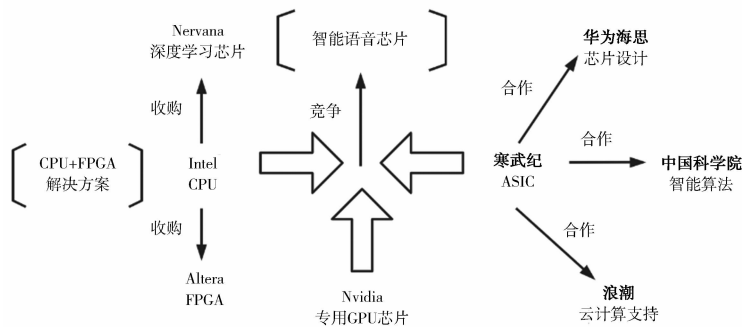 Nervana
深度学习芯片
智能语音芯片
华为海思
芯片设计
收购
竞争
合作
CPU+FPGA
解决方案
Intel
CPU
寒武纪
ASIC
合作
中国科学院
智能算法
收购
合作
Altera
FPGA
Nvidia
专用GPU芯片
浪潮
云计算支持